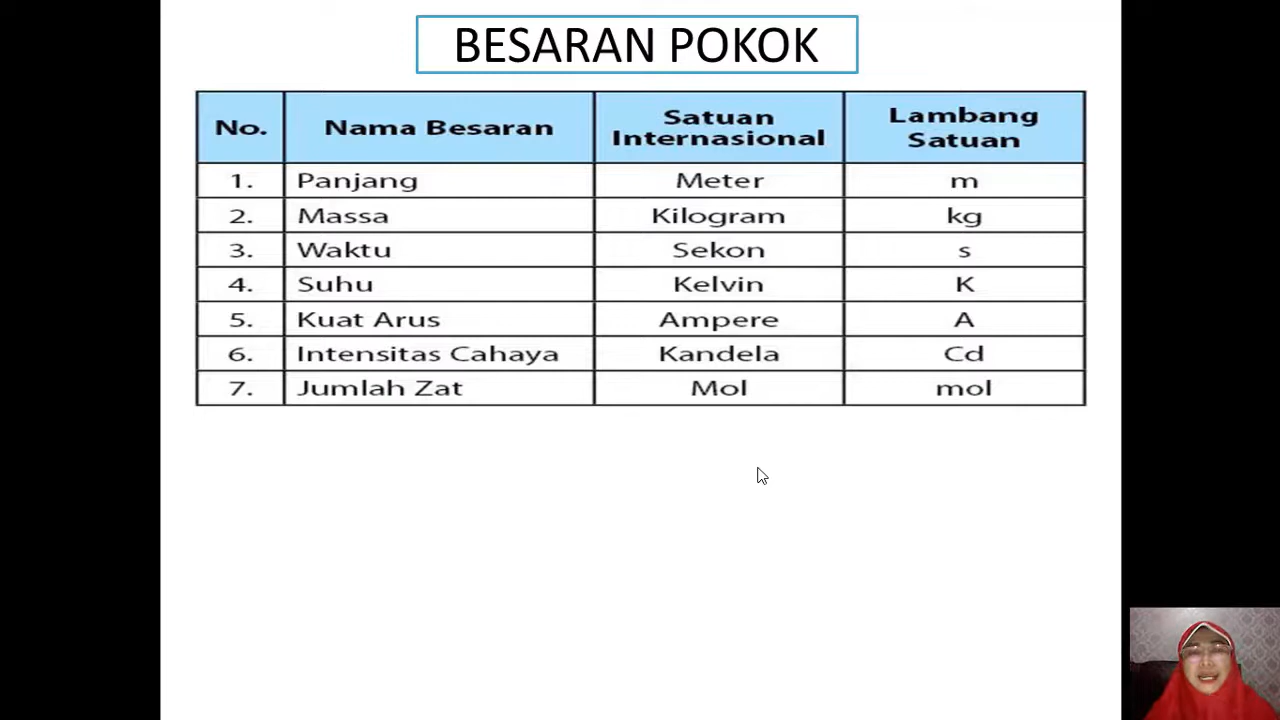 BESARAN POKOK
No. Nama Besaran Satuan Internasional Lambang Satuan
1. Panjang Meter m
2. Massa Kilogram kg
3. Waktu Sekon s
4. Suhu Kelvin K
5. Kuat Arus Ampere A
6. Intensitas Cahaya Kandela Cd
7. Jumlah Zat Mol mol